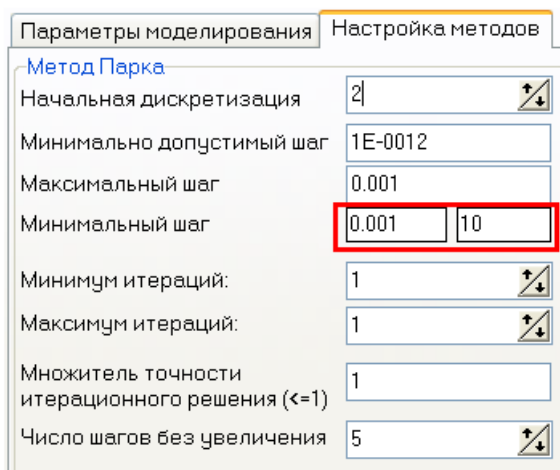 Параметры моделирования Настройка методов
Метод Парка
Начальная дискретизация 2
Минимально допустимый шаг 1E-0012
Максимальный шаг 0.001
Минимальный шаг 0.001 10
Минимум итераций: 1
Максимум итераций: 1
Множитель точности
итерационного решения (<=1) 1
Число шагов без увеличения 5